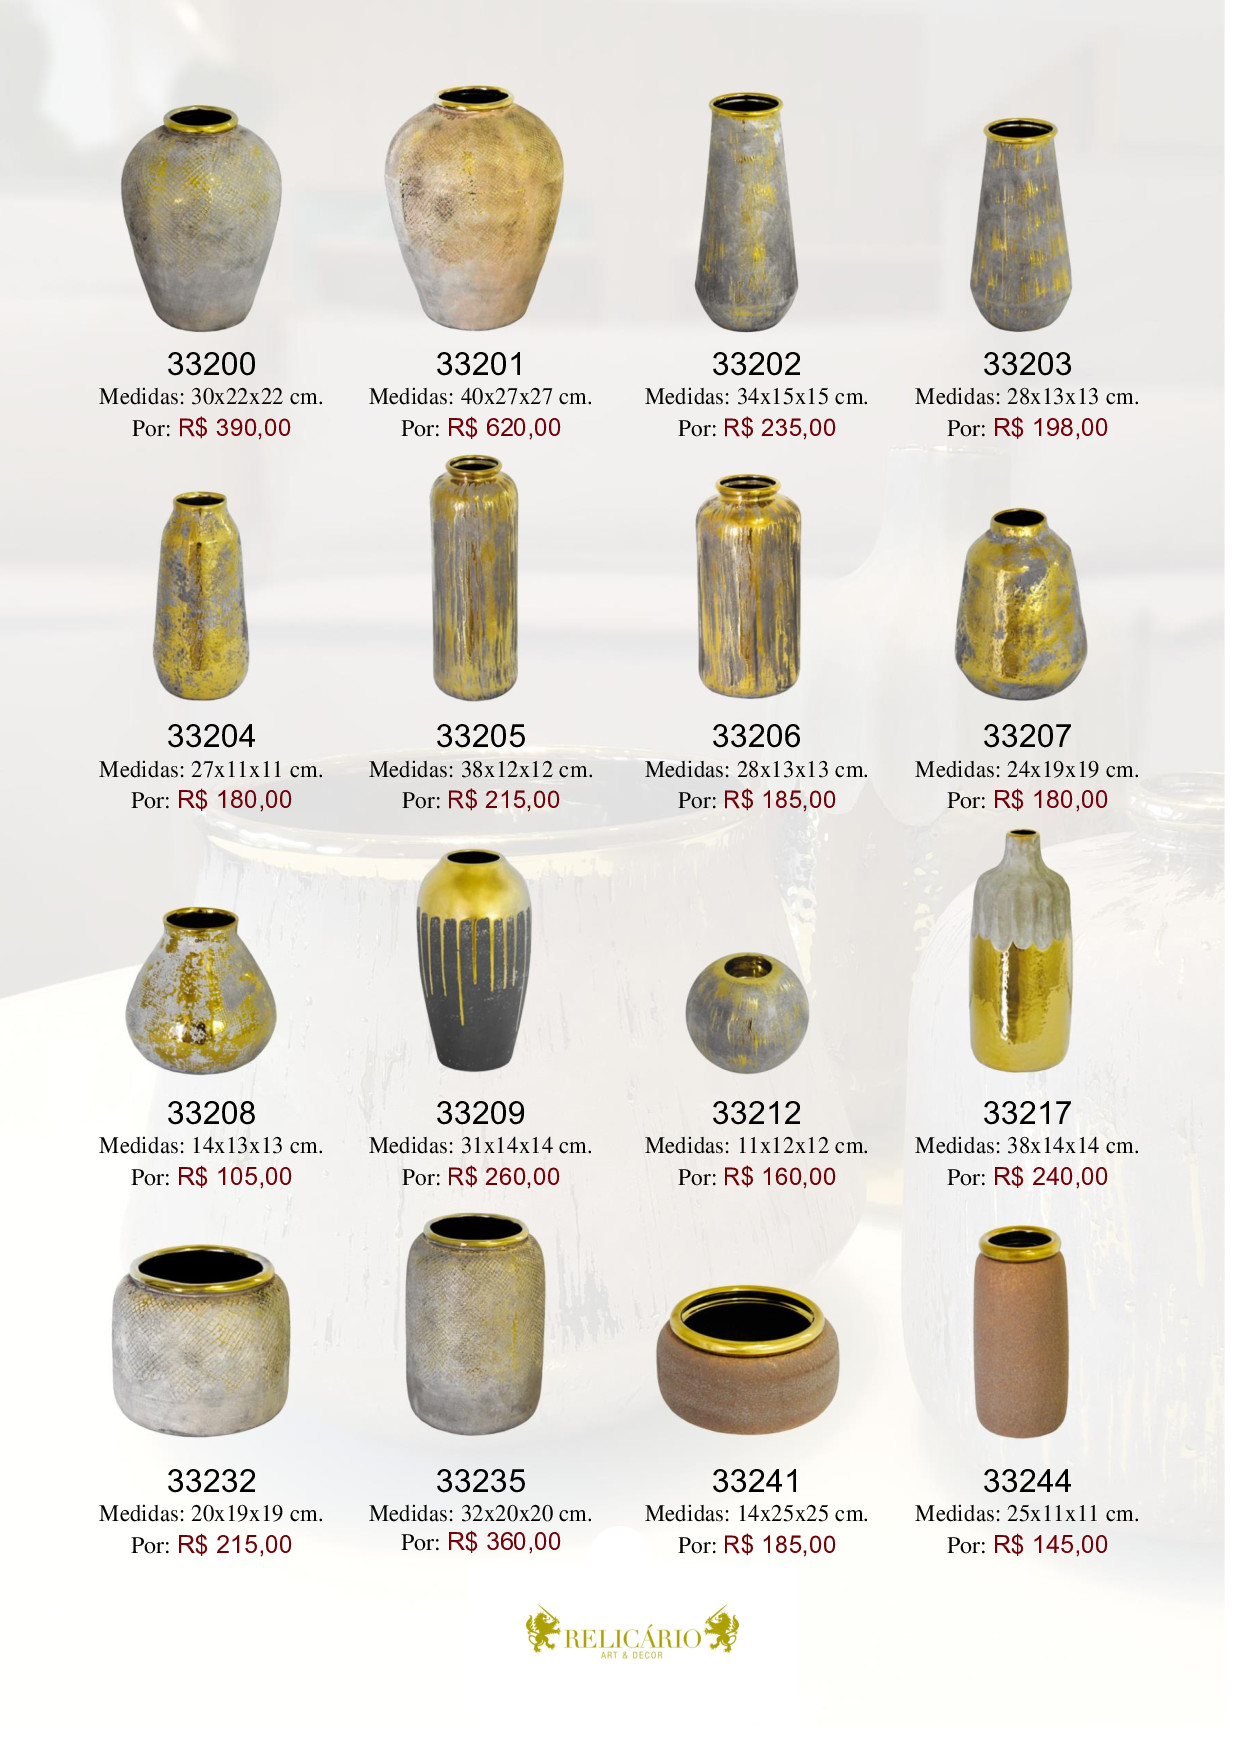 33200
Medidas: 30x22x22 cm.
Por: R$ 390,00
33201
Medidas: 40x27x27 cm.
Por: R$ 620,00
33202
Medidas: 34x15x15 cm.
Por: R$ 235,00
33203
Medidas: 28x13x13 cm.
Por: R$ 198,00
33204
Medidas: 27x11x11 cm.
Por: R$ 180,00
33205
Medidas: 38x12x12 cm.
Por: R$ 215,00
33206
Medidas: 28x13x13 cm.
Por: R$ 185,00
33207
Medidas: 24x19x19 cm.
Por: R$ 180,00
33208
Medidas: 14x13x13 cm.
Por: R$ 105,00
33209
Medidas: 31x14x14 cm.
Por: R$ 260,00
33212
Medidas: 11x12x12 cm.
Por: R$ 160,00
33217
Medidas: 38x14x14 cm.
Por: R$ 240,00
33232
Medidas: 20x19x19 cm.
Por: R$ 215,00
33235
Medidas: 32x20x20 cm.
Por: R$ 360,00
33241
Medidas: 14x25x25 cm.
Por: R$ 185,00
33244
Medidas: 25x11x11 cm.
Por: R$ 145,00
RELICÁRIO
ART & DECOR